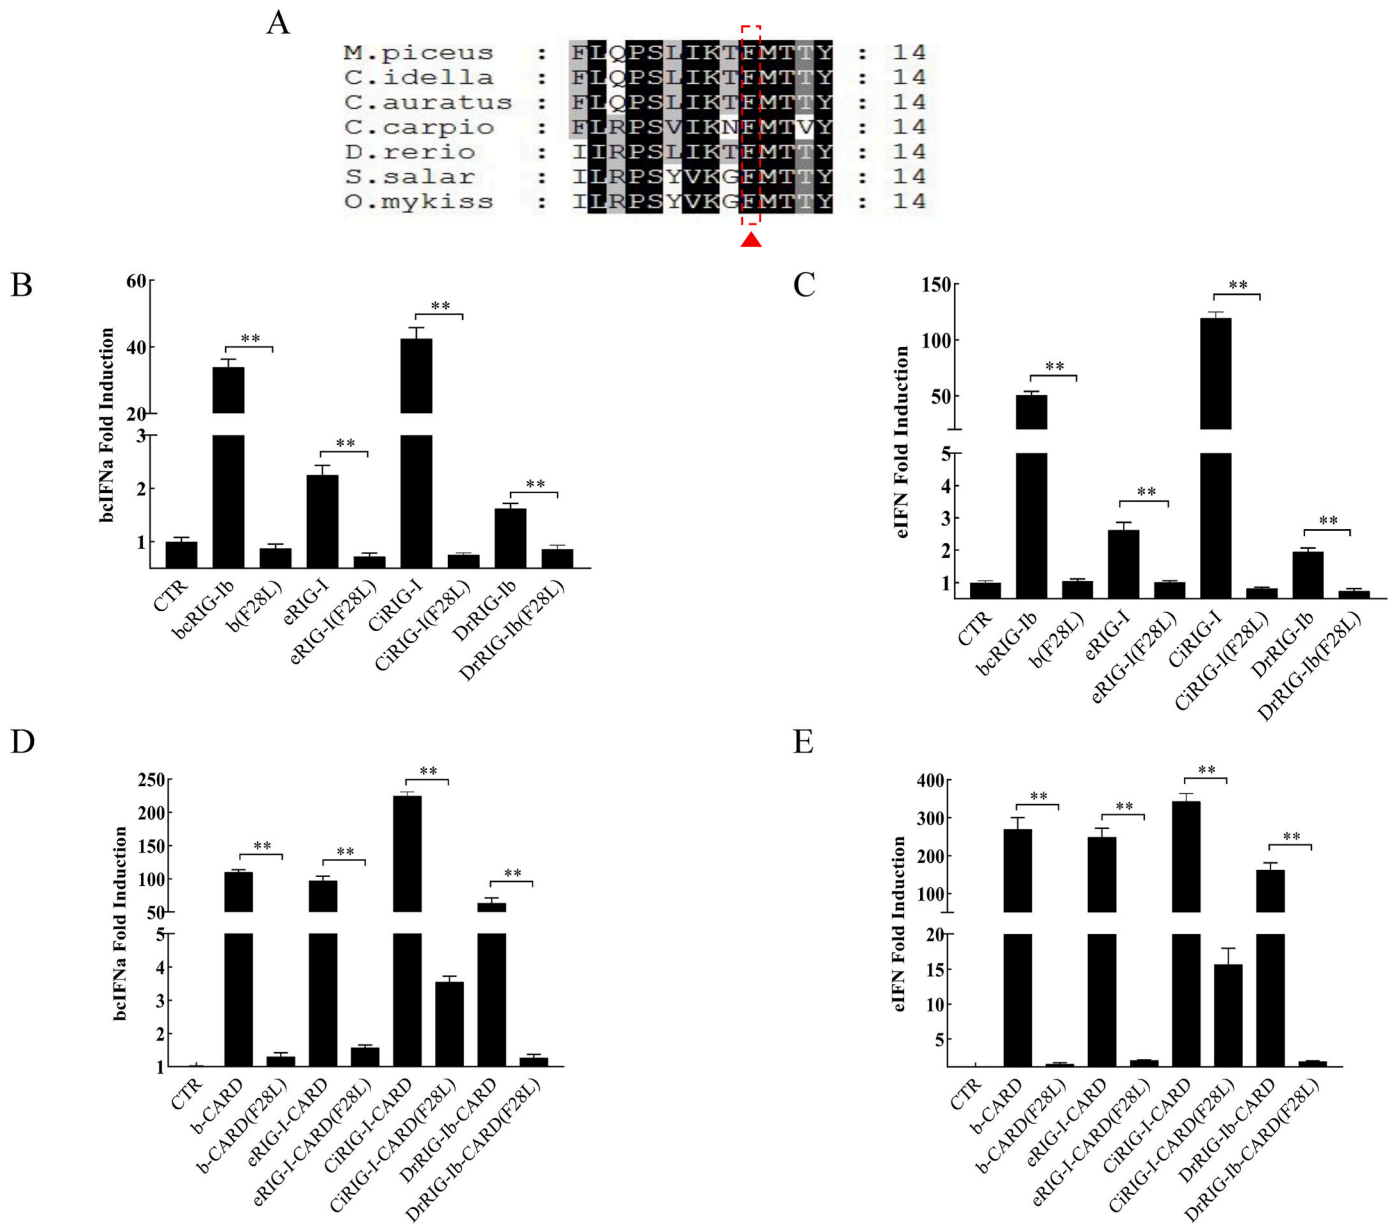 A
M.piceus : FLQPSLIKTFMTTY : 14
C.idella : FLQPSLIKTFMTTY : 14
C.auratus : FLQPSLIKTFMTTY : 14
C.carpio : FLRPSVIKNFMTVY : 14
D.rerio : IIRPSLIKTFMTTY : 14
S.salar : ILRPSYVKGFMTTY : 14
O.mykiss : ILRPSYVKGFMTTY : 14
B
bcIFNa Fold Induction
60
40
20
3
2
1
**
**
**
**
CTR
bcRIG-Ib
b(F28L)
eRIG-I
eRIG-I(F28L)
CiRIG-I
CiRIG-I(F28L)
DrRIG-Ib
DrRIG-Ib(F28L)
C
eIFN Fold Induction
150
100
50
5
4
3
2
1
**
**
**
**
CTR
bcRIG-Ib
b(F28L)
eRIG-I
eRIG-I(F28L)
CiRIG-I
CiRIG-I(F28L)
DrRIG-Ib
DrRIG-Ib(F28L)
D
bcIFNa Fold Induction
250
200
150
100
50
5
4
3
2
1
**
**
**
**
CTR
b-CARD
b-CARD(F28L)
eRIG-I-CARD
eRIG-I-CARD(F28L)
CiRIG-I-CARD
CiRIG-I-CARD(F28L)
DrRIG-Ib-CARD
DrRIG-Ib-CARD(F28L)
E
eIFN Fold Induction
400
300
200
100
20
15
10
5
**
**
**
**
CTR
b-CARD
b-CARD(F28L)
eRIG-I-CARD
eRIG-I-CARD(F28L)
CiRIG-I-CARD
CiRIG-I-CARD(F28L)
DrRIG-Ib-CARD
DrRIG-Ib-CARD(F28L)